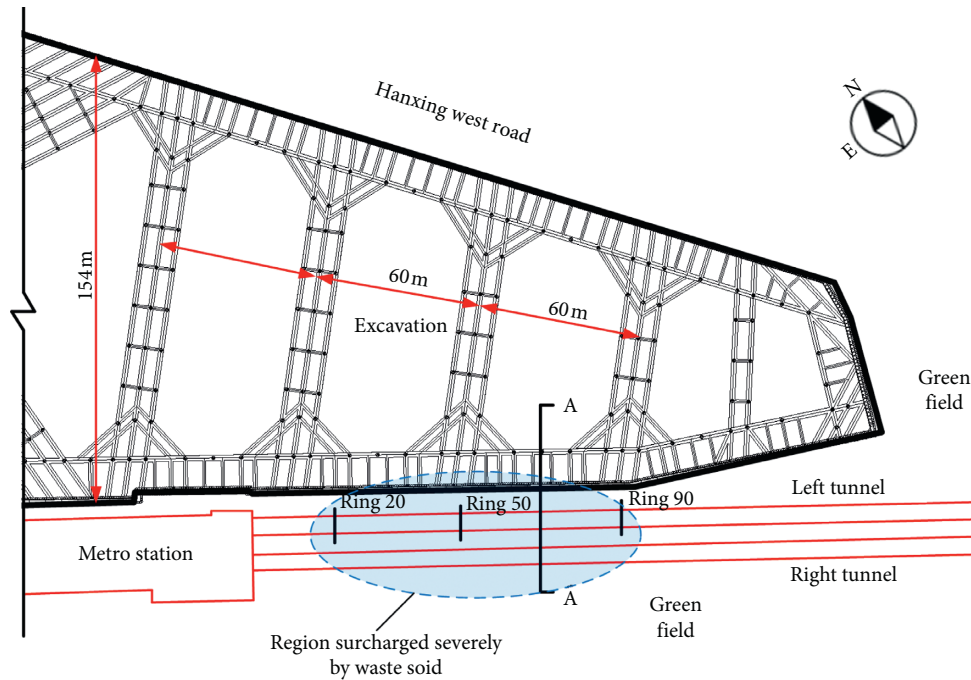 Hanxing west road
N
E
154 m
60 m
Excavation
60 m
Green
field
A
Ring 20
Ring 50
Ring 90
Left tunnel
Metro station
Right tunnel
A
Green
field
Region surcharged severely
by waste soid